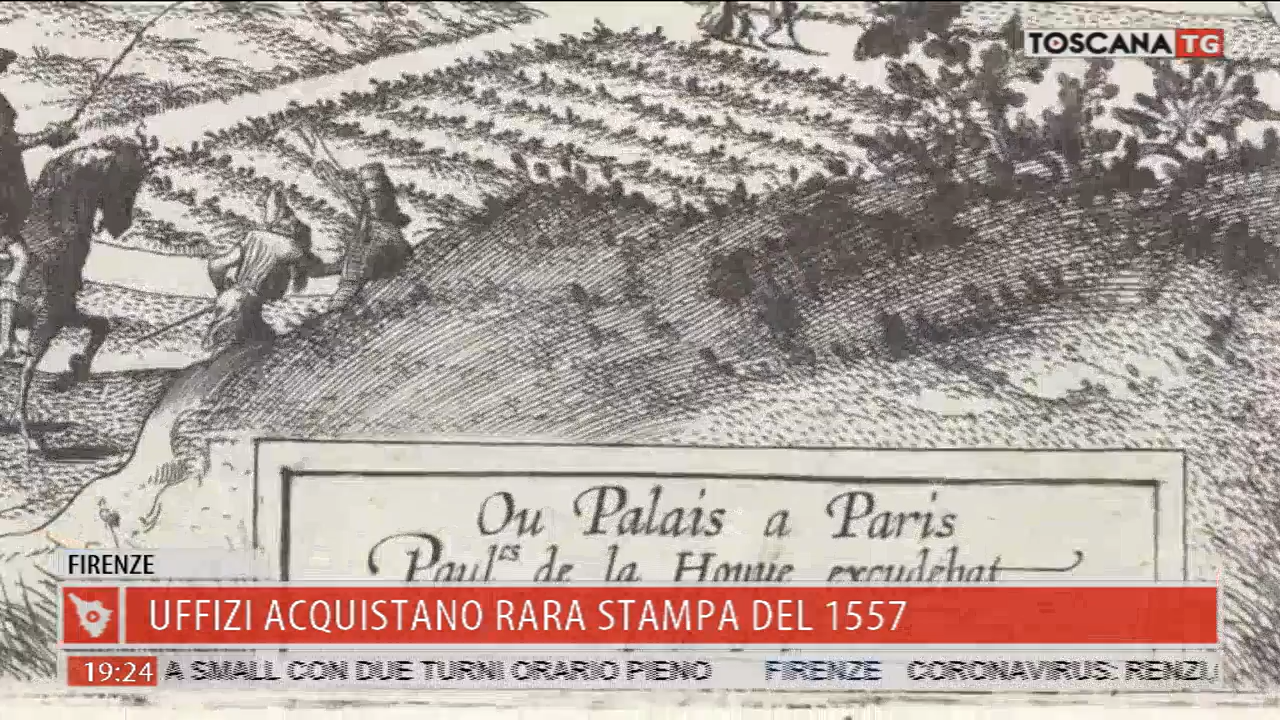 TOSCANA TG
Ou Palais a Paris
Paul.es de la Houue excudebat
FIRENZE
UFFIZI ACQUISTANO RARA STAMPA DEL 1557
19:24 A SMALL CON DUE TURNI ORARIO PIENO FIRENZE CORONAVIRUS: RENZI